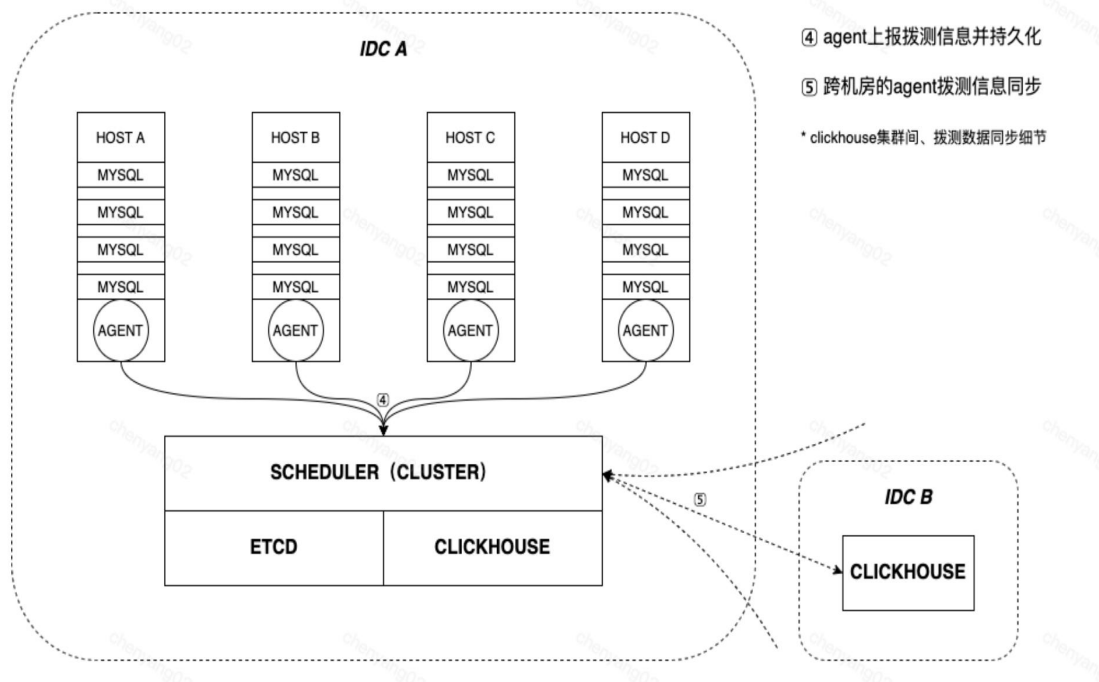 IDC A
④ agent上报拨测信息并持久化
⑤ 跨机房的agent拨测信息同步
* clickhouse集群间、拨测数据同步细节
HOST A HOST B HOST C HOST D
MYSQL MYSQL MYSQL MYSQL
MYSQL MYSQL MYSQL MYSQL
MYSQL MYSQL MYSQL MYSQL
MYSQL MYSQL MYSQL MYSQL
AGENT AGENT AGENT AGENT
④
SCHEDULER（CLUSTER）
ETCD CLICKHOUSE
⑤
IDC B
CLICKHOUSE
chenyang02